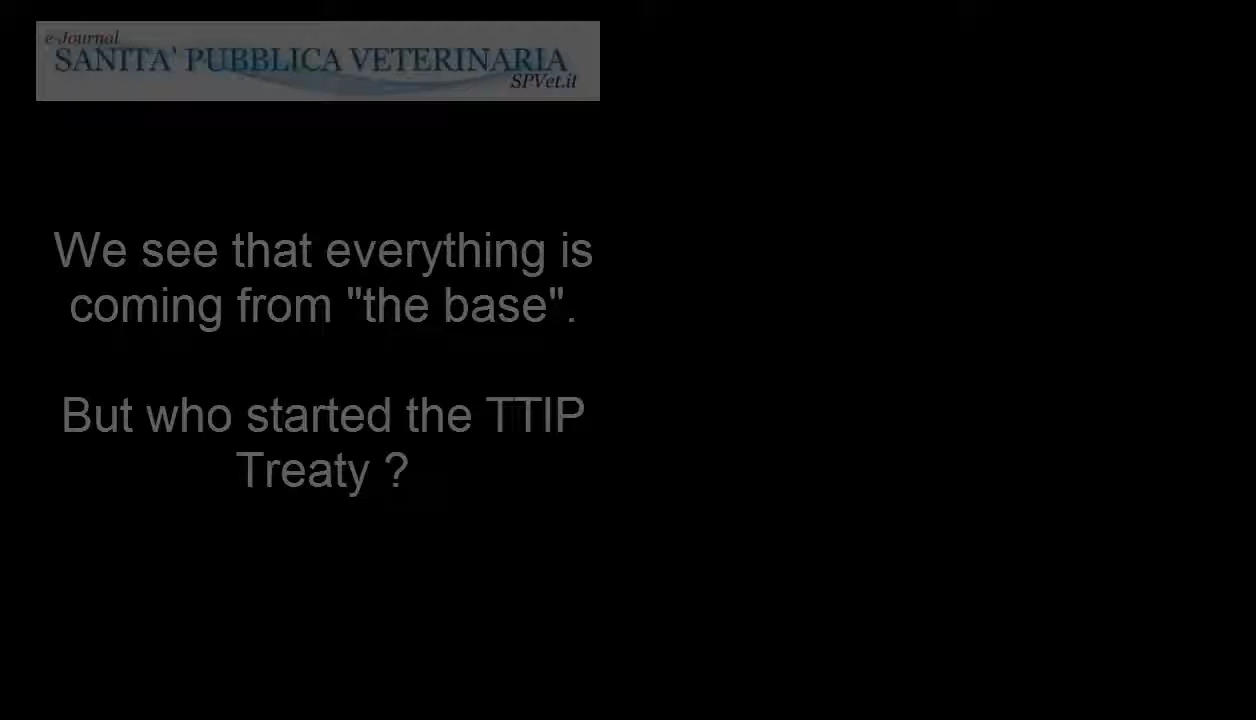 e-Journal
SANITA' PUBBLICA VETERINARIA
SPVet.it
We see that everything is
coming from "the base".
But who started the TTIP
Treaty ?